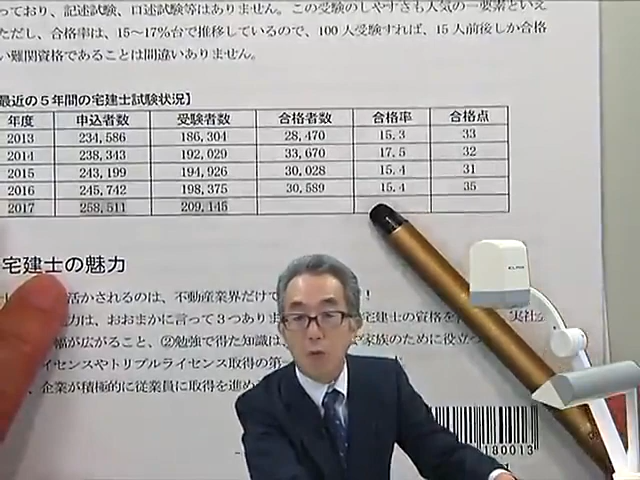 っており、記述試験、口述試験等はありません。この受験のしやすさも人気の一要素といえ
ただし、合格率は、15～17%台で推移しているので、100人受験すれば、15人前後しか合格
い難関資格であることは間違いありません。
最近の5年間の宅建士試験状況】
年度 申込者数 受験者数 合格者数 合格率 合格点
2013 234,586 186,304 28,470 15.3 33
2014 238,343 192,029 33,670 17.5 32
2015 243,199 194,926 30,028 15.4 31
2016 245,742 198,375 30,589 15.4 35
2017 258,511 209,145
宅建士の魅力
活かされるのは、不動産業界だけで
力は、おおまかに言って3つありま 宅建士の資格を 実社
幅が広がること、②勉強で得た知識は 家族のために役立つ
イセンスやトリプルライセンス取得の第一
、企業が積極的に従業員に取得を進め
180013
ELMO